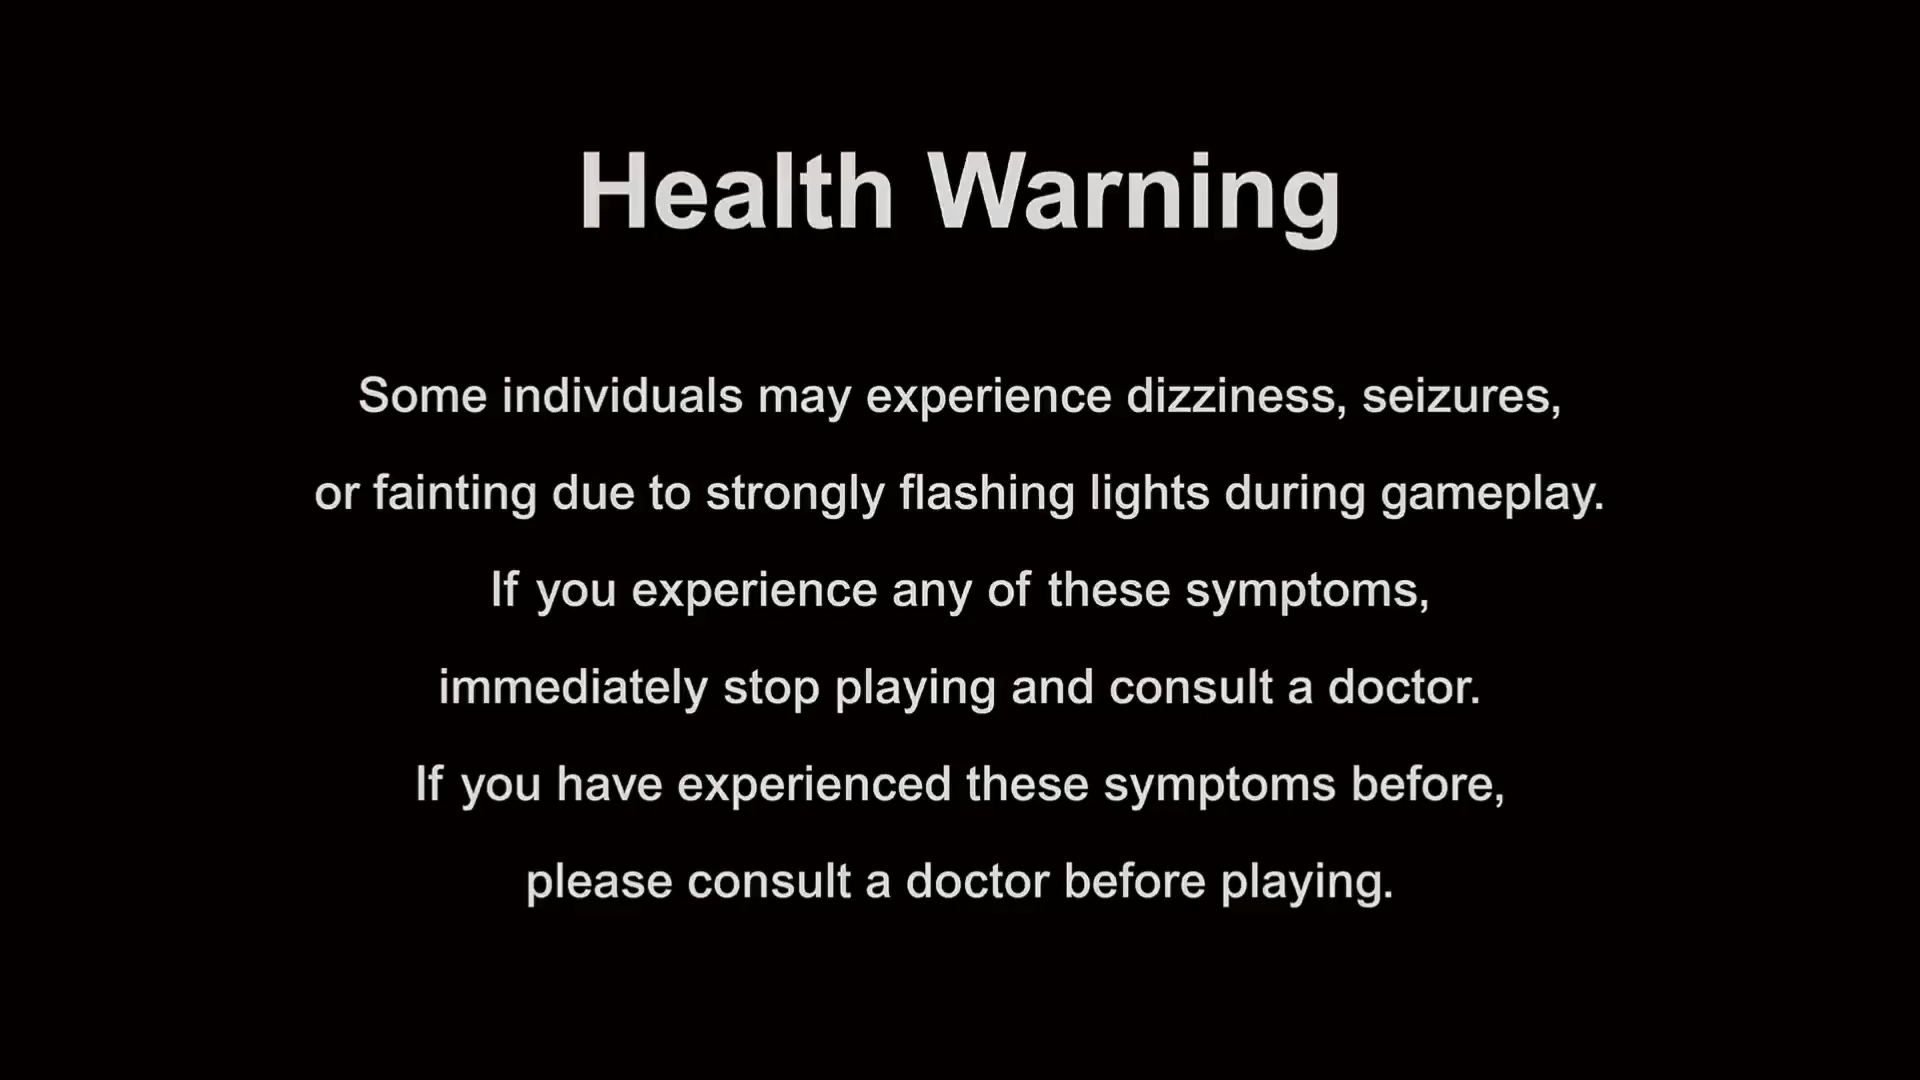 Health Warning
Some individuals may experience dizziness, seizures,
or fainting due to strongly flashing lights during gameplay.
If you experience any of these symptoms,
immediately stop playing and consult a doctor.
If you have experienced these symptoms before,
please consult a doctor before playing.